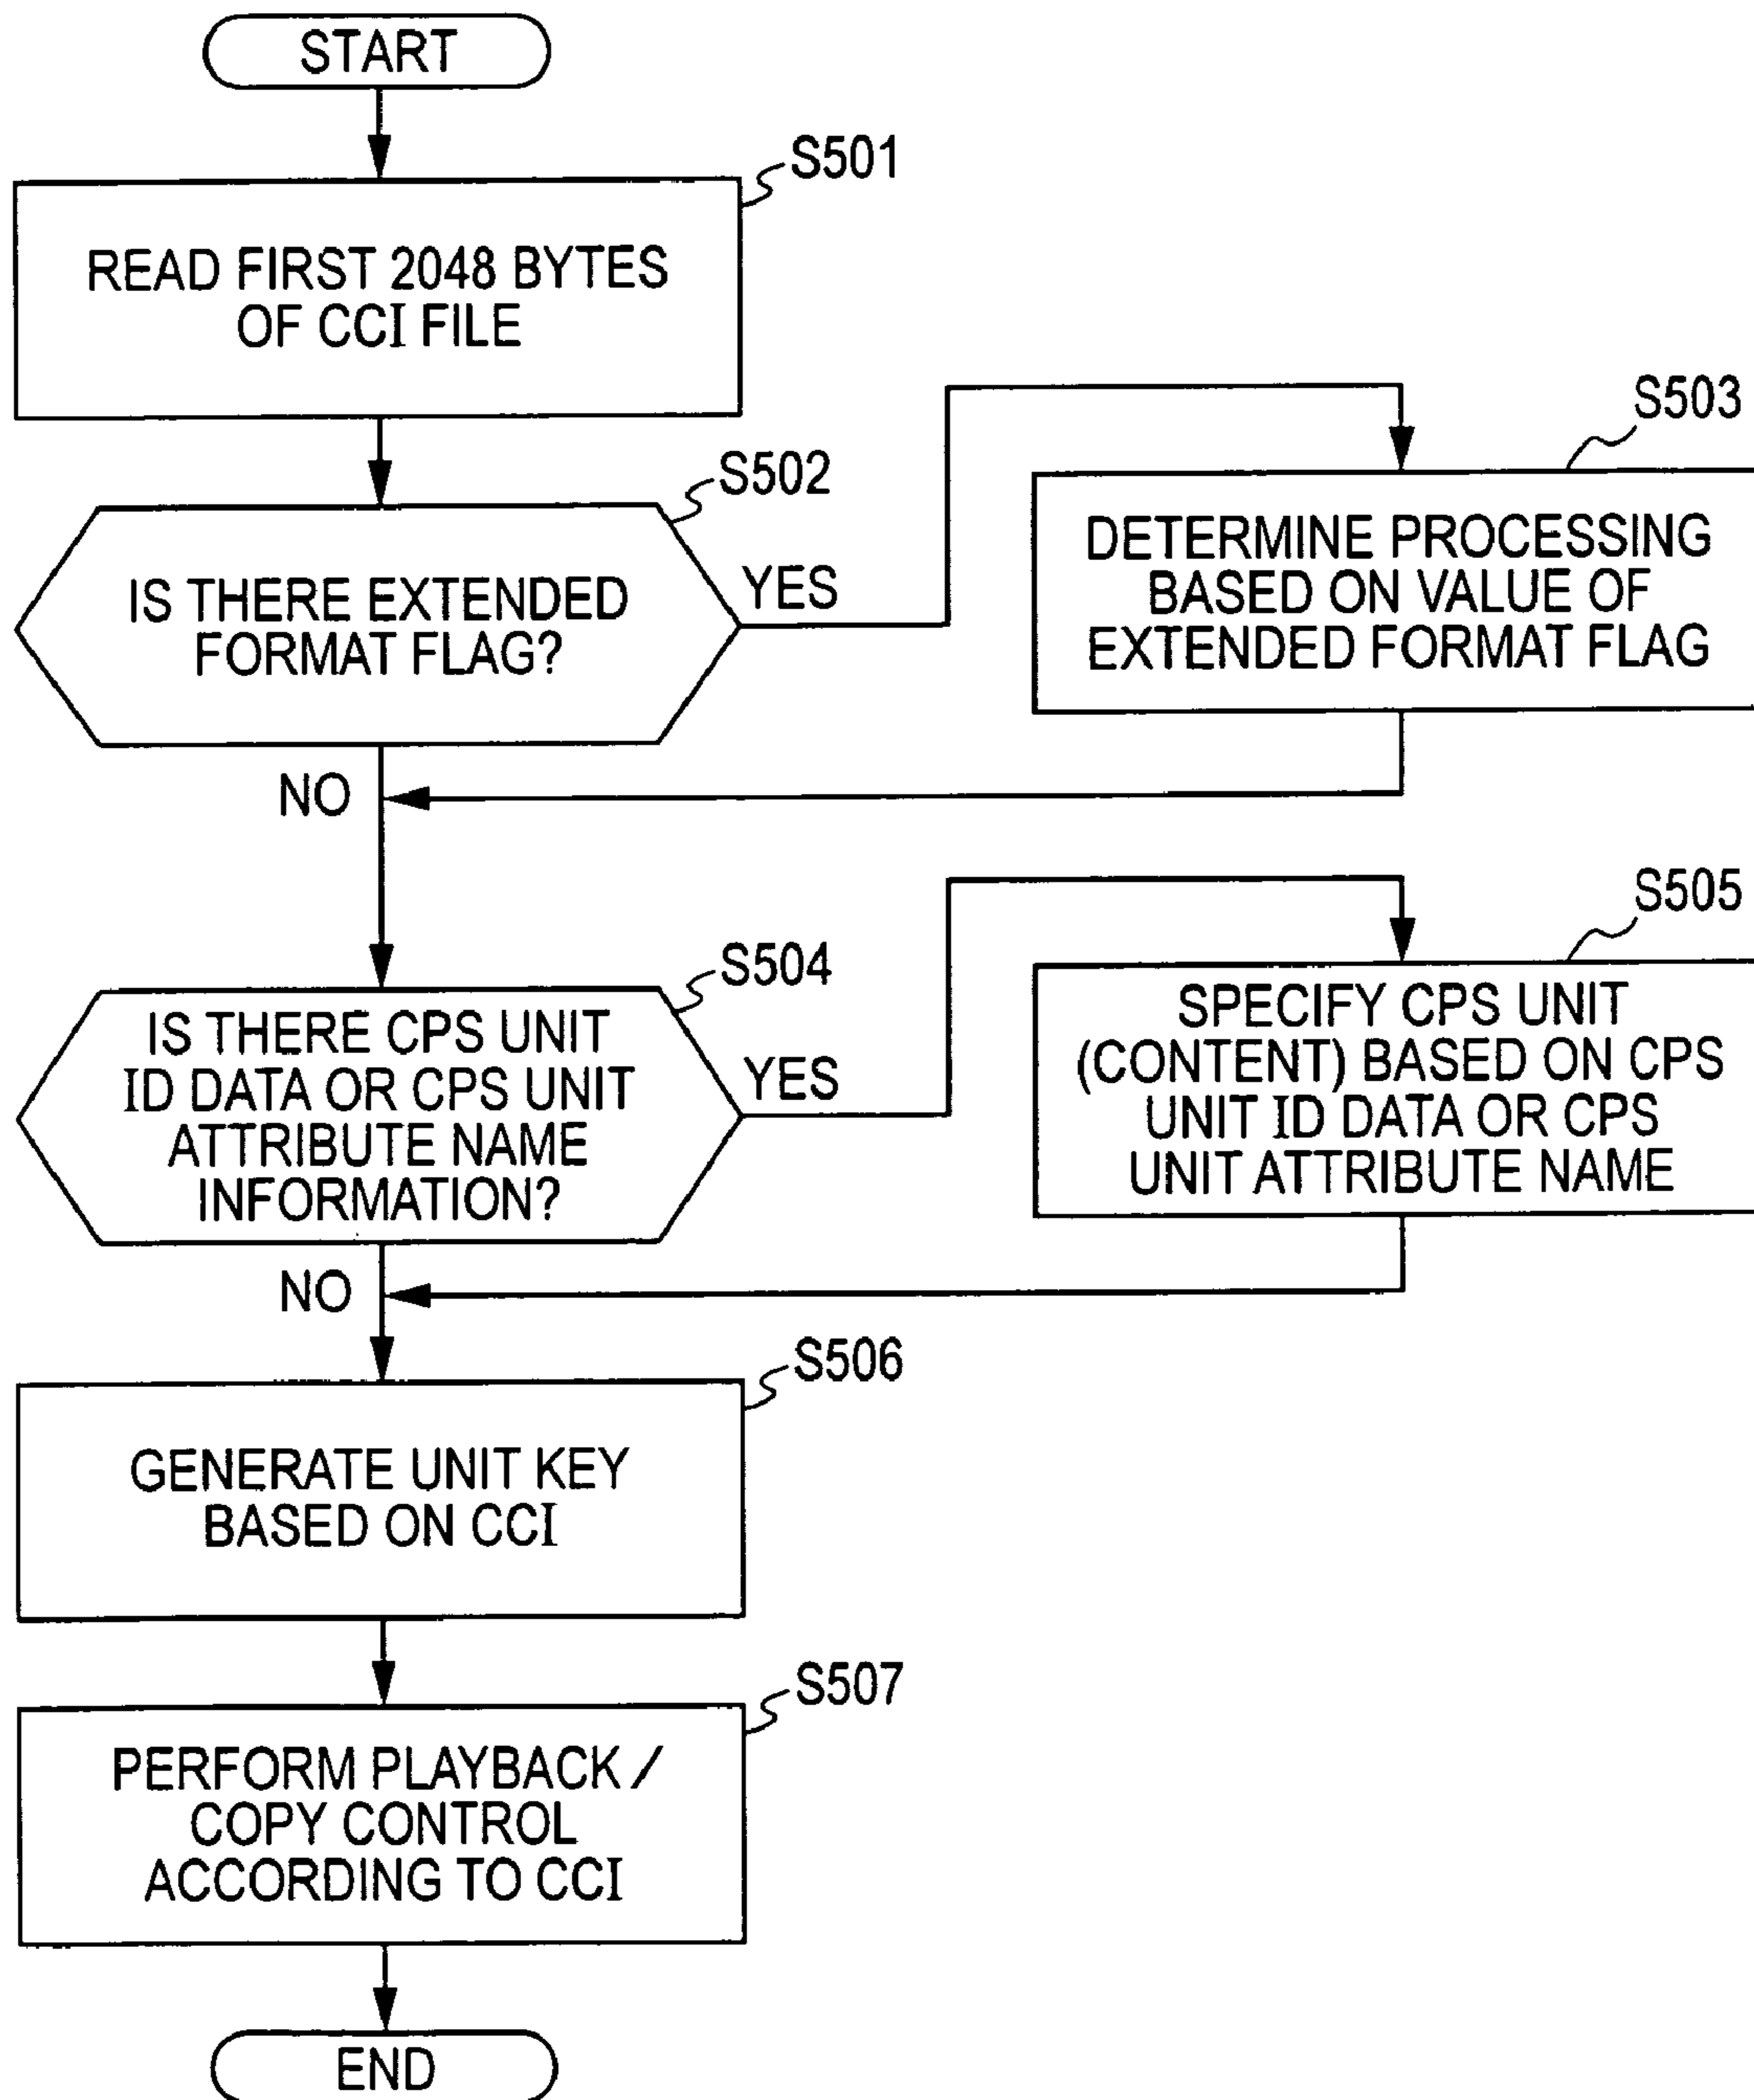 START
S501
READ FIRST 2048 BYTES
OF CCI FILE
S502
IS THERE EXTENDED
FORMAT FLAG?
YES
NO
S503
DETERMINE PROCESSING
BASED ON VALUE OF
EXTENDED FORMAT FLAG
S504
IS THERE CPS UNIT
ID DATA OR CPS UNIT
ATTRIBUTE NAME
INFORMATION?
YES
NO
S505
SPECIFY CPS UNIT
(CONTENT) BASED ON CPS
UNIT ID DATA OR CPS
UNIT ATTRIBUTE NAME
S506
GENERATE UNIT KEY
BASED ON CCI
S507
PERFORM PLAYBACK /
COPY CONTROL
ACCORDING TO CCI
END